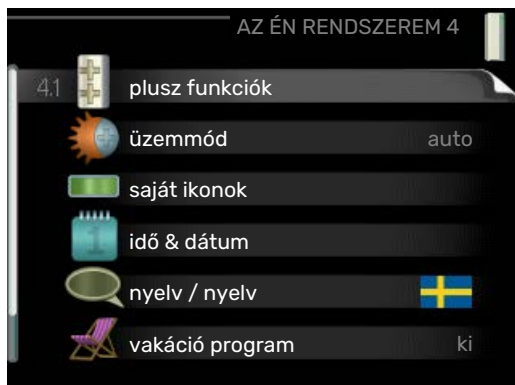 AZ ÉN RENDSZEREM 4
4.1 plusz funkciók
üzemmód auto
saját ikonok
1
idő & dátum
nyelv / nyelv
vakáció program ki